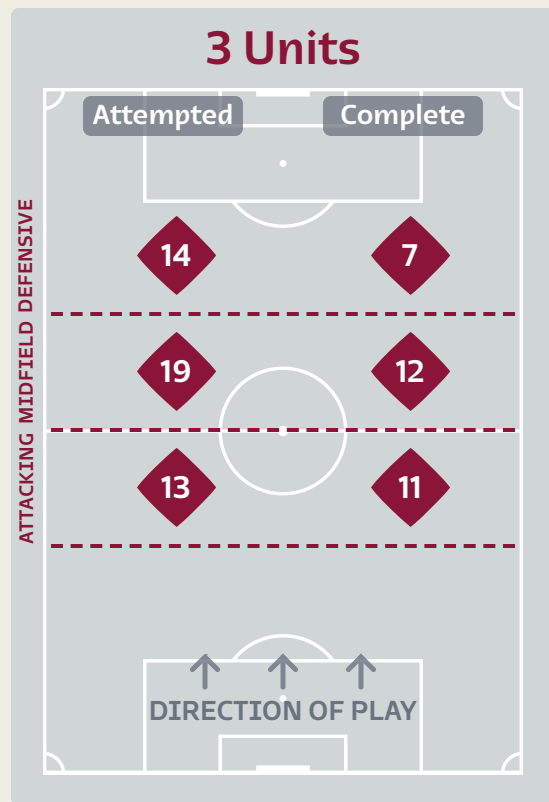 3 Units
Attempted Complete
ATTACKING MIDFIELD DEFENSIVE
14 7
19 12
13 11
DIRECTION OF PLAY